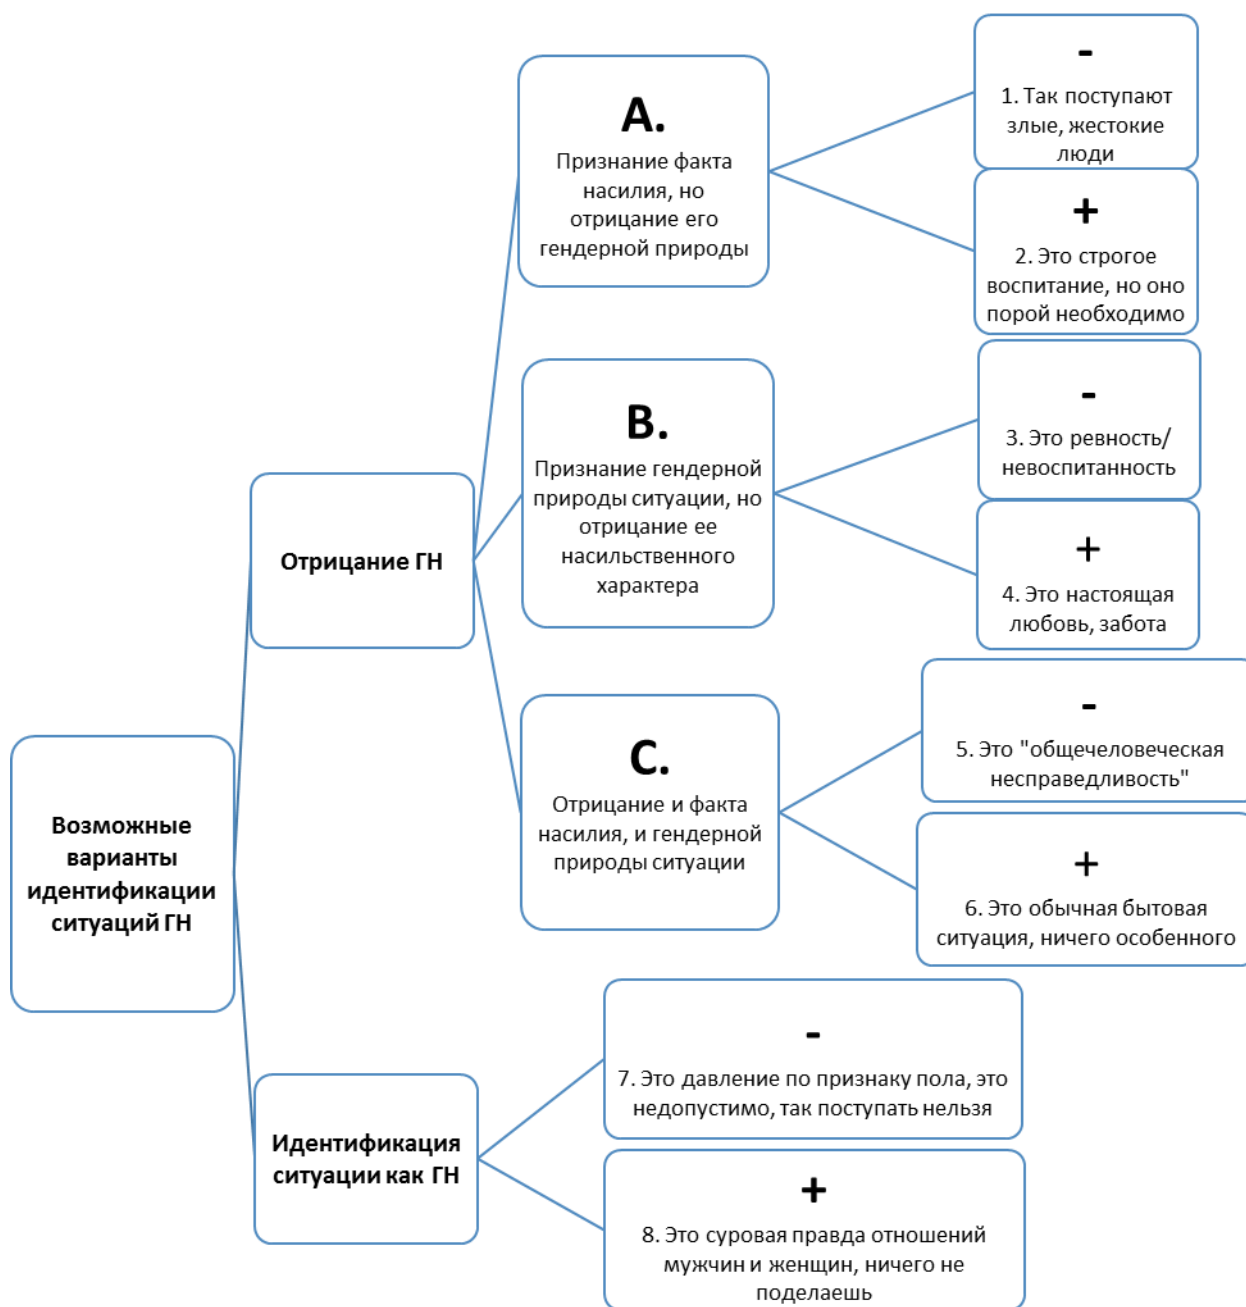 -
1. Так поступают
злые, жестокие
люди
+
2. Это строгое
воспитание, но оно
порой необходимо
A.
Признание факта
насилия, но
отрицание его
гендерной природы
-
3. Это ревность/
невоспитанность
+
4. Это настоящая
любовь, забота
B.
Признание гендерной
природы ситуации, но
отрицание ее
насильственного
характера
Отрицание ГН
-
5. Это "общечеловеческая
несправедливость"
+
6. Это обычная бытовая
ситуация, ничего особенного
C.
Отрицание и факта
насилия, и гендерной
природы ситуации
Возможные
варианты
идентификации
ситуаций ГН
-
7. Это давление по признаку пола, это
недопустимо, так поступать нельзя
+
8. Это суровая правда отношений
мужчин и женщин, ничего не
поделаешь
Идентификация
ситуации как ГН